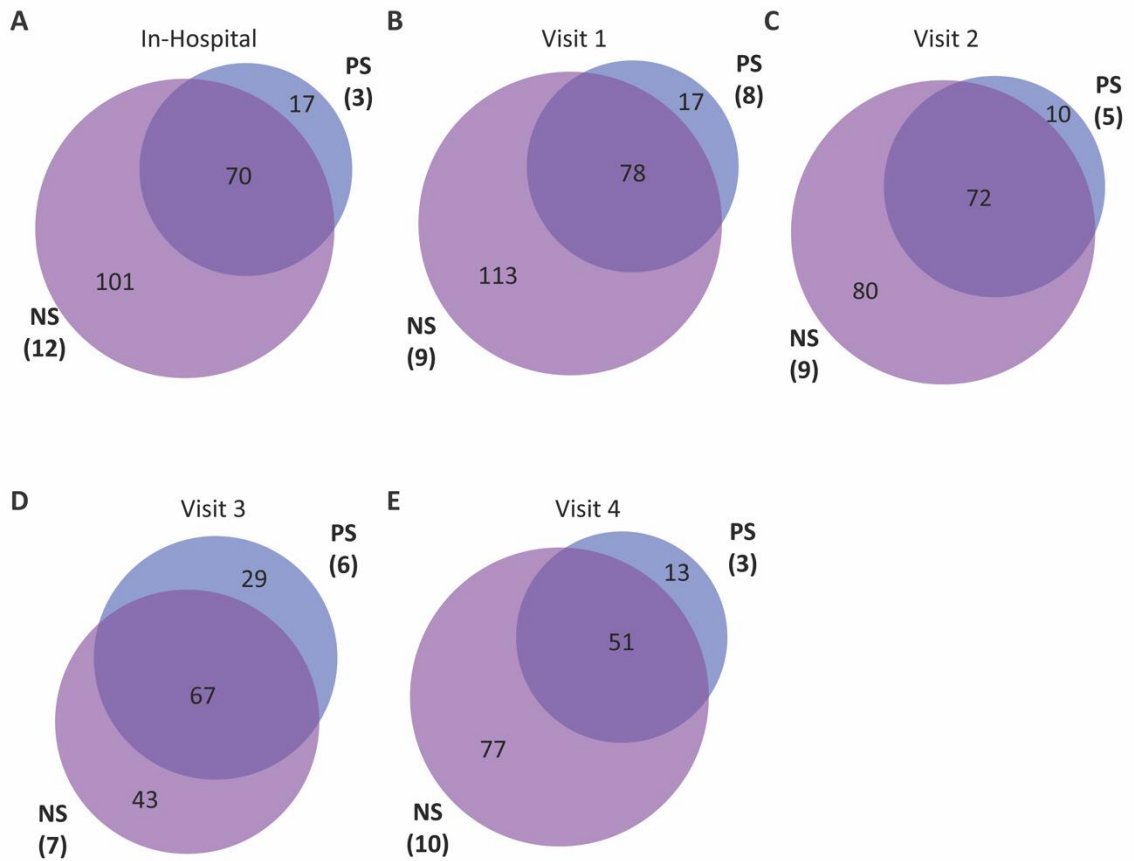 A
In-Hospital
PS
(3)
17
70
101
NS
(12)
B
Visit 1
PS
(8)
17
78
113
NS
(9)
C
Visit 2
PS
(5)
10
72
80
NS
(9)
D
Visit 3
PS
(6)
29
67
43
NS
(7)
E
Visit 4
PS
(3)
13
51
77
NS
(10)